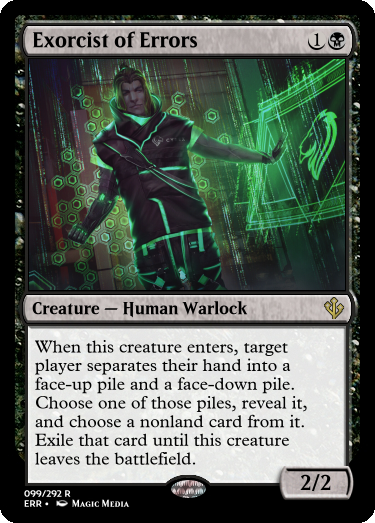 Exorcist of Errors
1
Creature — Human Warlock
When this creature enters, target
player separates their hand into a
face-up pile and a face-down pile.
Choose one of those piles, reveal it,
and choose a nonland card from it.
Exile that card until this creature
leaves the battlefield.
2/2
099/292 R
ERR • Magic Media